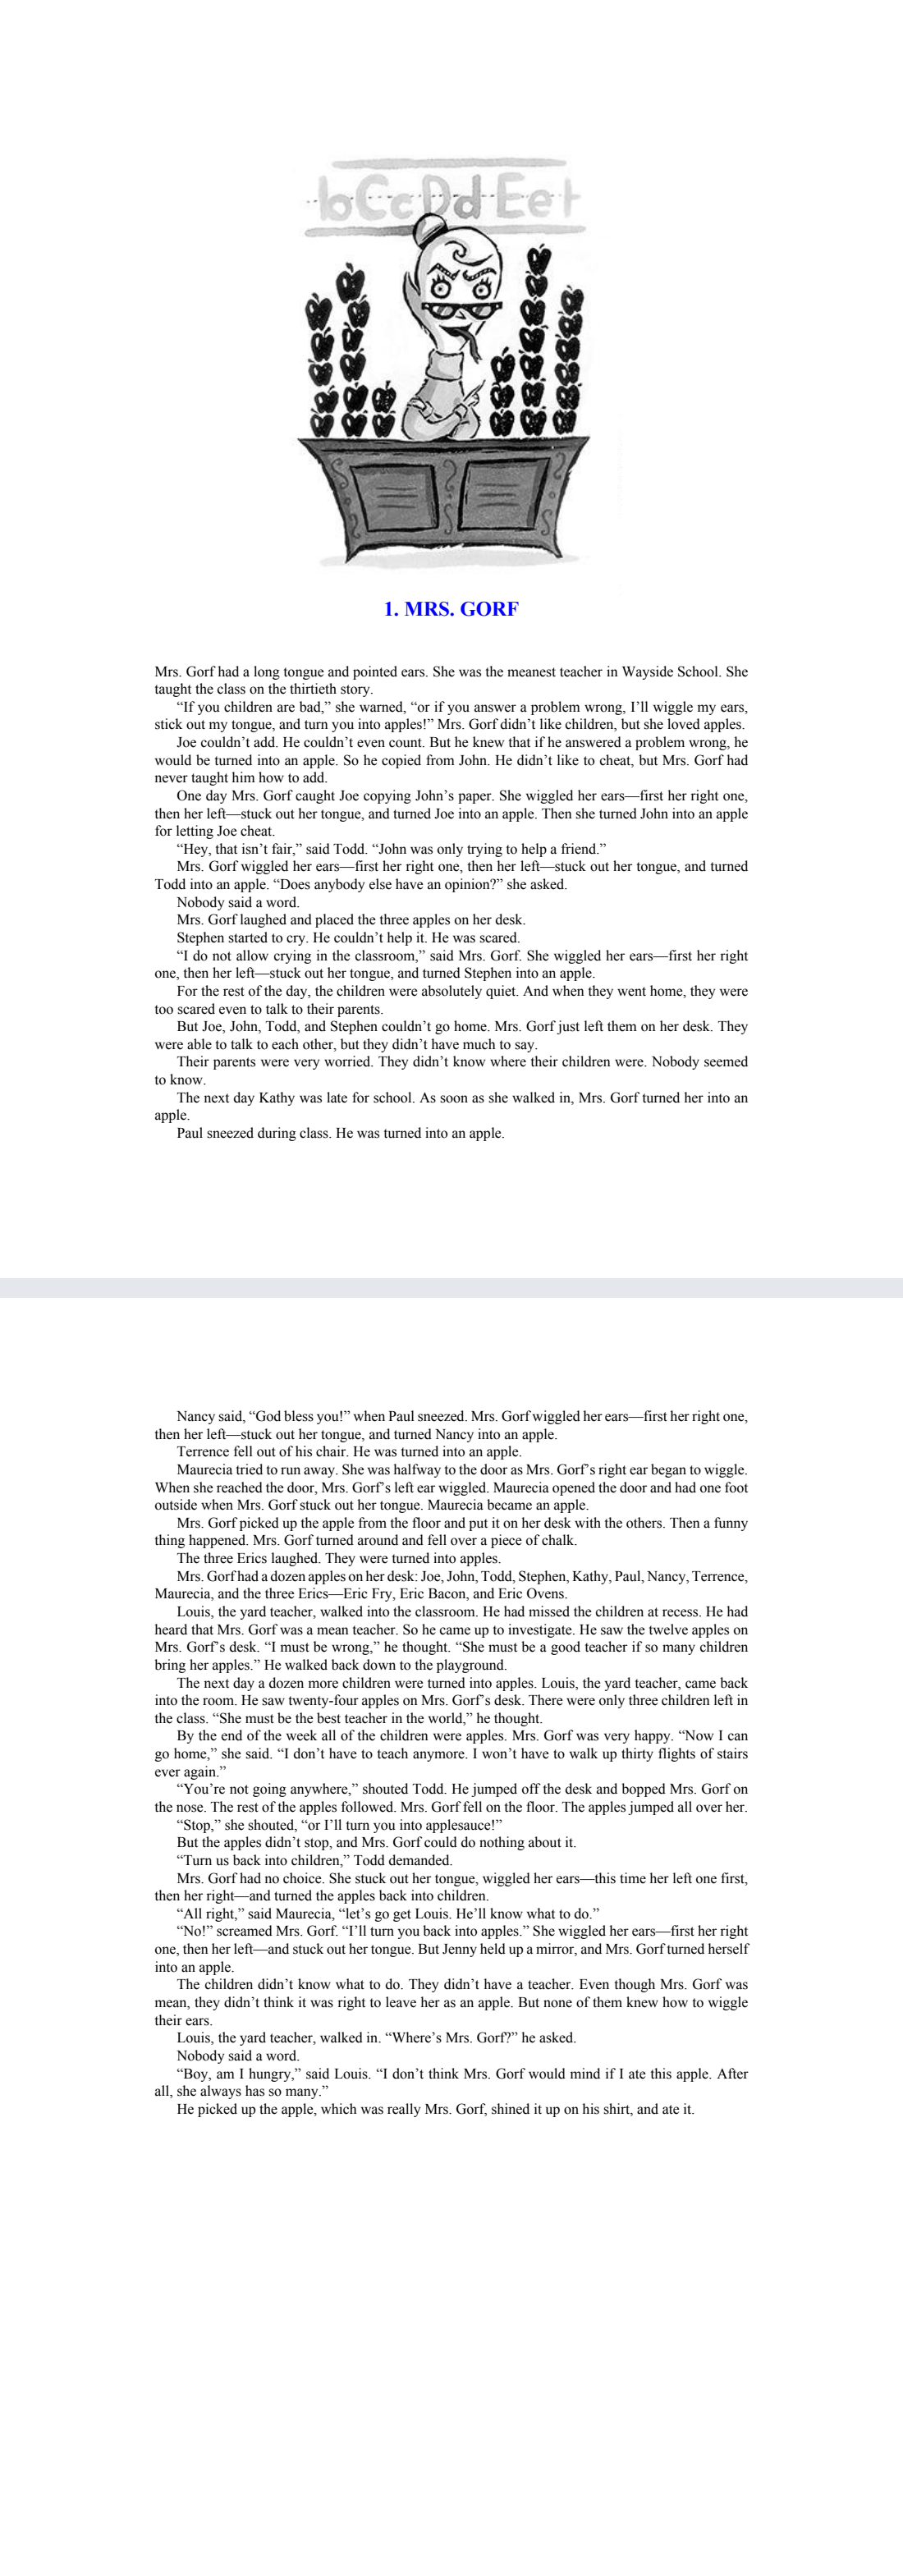 bCcDdEet
1. MRS. GORF
Mrs. Gorf had a long tongue and pointed ears. She was the meanest teacher in Wayside School. She
taught the class on the thirtieth story.
“If you children are bad,” she warned, “or if you answer a problem wrong, I’ll wiggle my ears,
stick out my tongue, and turn you into apples!” Mrs. Gorf didn’t like children, but she loved apples.
Joe couldn’t add. He couldn’t even count. But he knew that if he answered a problem wrong, he
would be turned into an apple. So he copied from John. He didn’t like to cheat, but Mrs. Gorf had
never taught him how to add.
One day Mrs. Gorf caught Joe copying John’s paper. She wiggled her ears—first her right one,
then her left—stuck out her tongue, and turned Joe into an apple. Then she turned John into an apple
for letting Joe cheat.
“Hey, that isn’t fair,” said Todd. “John was only trying to help a friend.”
Mrs. Gorf wiggled her ears—first her right one, then her left—stuck out her tongue, and turned
Todd into an apple. “Does anybody else have an opinion?” she asked.
Nobody said a word.
Mrs. Gorf laughed and placed the three apples on her desk.
Stephen started to cry. He couldn’t help it. He was scared.
“I do not allow crying in the classroom,” said Mrs. Gorf. She wiggled her ears—first her right
one, then her left—stuck out her tongue, and turned Stephen into an apple.
For the rest of the day, the children were absolutely quiet. And when they went home, they were
too scared even to talk to their parents.
But Joe, John, Todd, and Stephen couldn’t go home. Mrs. Gorf just left them on her desk. They
were able to talk to each other, but they didn’t have much to say.
Their parents were very worried. They didn’t know where their children were. Nobody seemed
to know.
The next day Kathy was late for school. As soon as she walked in, Mrs. Gorf turned her into an
apple.
Paul sneezed during class. He was turned into an apple.
Nancy said, “God bless you!” when Paul sneezed. Mrs. Gorf wiggled her ears—first her right one,
then her left—stuck out her tongue, and turned Nancy into an apple.
Terrence fell out of his chair. He was turned into an apple.
Maurecia tried to run away. She was halfway to the door as Mrs. Gorf’s right ear began to wiggle.
When she reached the door, Mrs. Gorf’s left ear wiggled. Maurecia opened the door and had one foot
outside when Mrs. Gorf stuck out her tongue. Maurecia became an apple.
Mrs. Gorf picked up the apple from the floor and put it on her desk with the others. Then a funny
thing happened. Mrs. Gorf turned around and fell over a piece of chalk.
The three Erics laughed. They were turned into apples.
Mrs. Gorf had a dozen apples on her desk: Joe, John, Todd, Stephen, Kathy, Paul, Nancy, Terrence,
Maurecia, and the three Erics—Eric Fry, Eric Bacon, and Eric Ovens.
Louis, the yard teacher, walked into the classroom. He had missed the children at recess. He had
heard that Mrs. Gorf was a mean teacher. So he came up to investigate. He saw the twelve apples on
Mrs. Gorf’s desk. “I must be wrong,” he thought. “She must be a good teacher if so many children
bring her apples.” He walked back down to the playground.
The next day a dozen more children were turned into apples. Louis, the yard teacher, came back
into the room. He saw twenty-four apples on Mrs. Gorf’s desk. There were only three children left in
the class. “She must be the best teacher in the world,” he thought.
By the end of the week all of the children were apples. Mrs. Gorf was very happy. “Now I can
go home,” she said. “I don’t have to teach anymore. I won’t have to walk up thirty flights of stairs
ever again.”
“You’re not going anywhere,” shouted Todd. He jumped off the desk and bopped Mrs. Gorf on
the nose. The rest of the apples followed. Mrs. Gorf fell on the floor. The apples jumped all over her.
“Stop,” she shouted, “or I’ll turn you into applesauce!”
But the apples didn’t stop, and Mrs. Gorf could do nothing about it.
“Turn us back into children,” Todd demanded.
Mrs. Gorf had no choice. She stuck out her tongue, wiggled her ears—this time her left one first,
then her right—and turned the apples back into children.
“All right,” said Maurecia, “let’s go get Louis. He’ll know what to do.”
“No!” screamed Mrs. Gorf. “I’ll turn you back into apples.” She wiggled her ears—first her right
one, then her left—and stuck out her tongue. But Jenny held up a mirror, and Mrs. Gorf turned herself
into an apple.
The children didn’t know what to do. They didn’t have a teacher. Even though Mrs. Gorf was
mean, they didn’t think it was right to leave her as an apple. But none of them knew how to wiggle
their ears.
Louis, the yard teacher, walked in. “Where’s Mrs. Gorf?” he asked.
Nobody said a word.
“Boy, am I hungry,” said Louis. “I don’t think Mrs. Gorf would mind if I ate this apple. After
all, she always has so many.”
He picked up the apple, which was really Mrs. Gorf, shined it up on his shirt, and ate it.